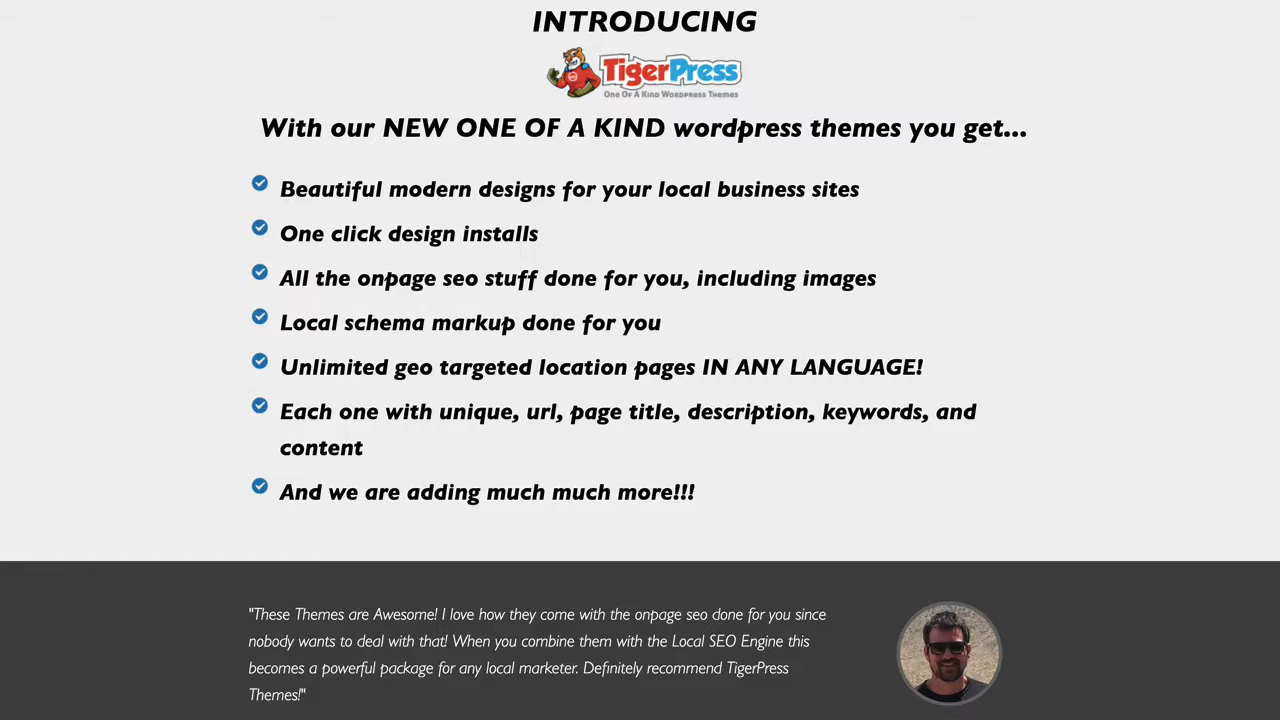 INTRODUCING
TigerPress
One Of A Kind Wordpress Themes
With our NEW ONE OF A KIND wordpress themes you get...
Beautiful modern designs for your local business sites
One click design installs
All the onpage seo stuff done for you, including images
Local schema markup done for you
Unlimited geo targeted location pages IN ANY LANGUAGE!
Each one with unique, url, page title, description, keywords, and
content
And we are adding much much more!!!
"These Themes are Awesome! I love how they come with the onpage seo done for you since
nobody wants to deal with that! When you combine them with the Local SEO Engine this
becomes a powerful package for any local marketer. Definitely recommend TigerPress
Themes!"